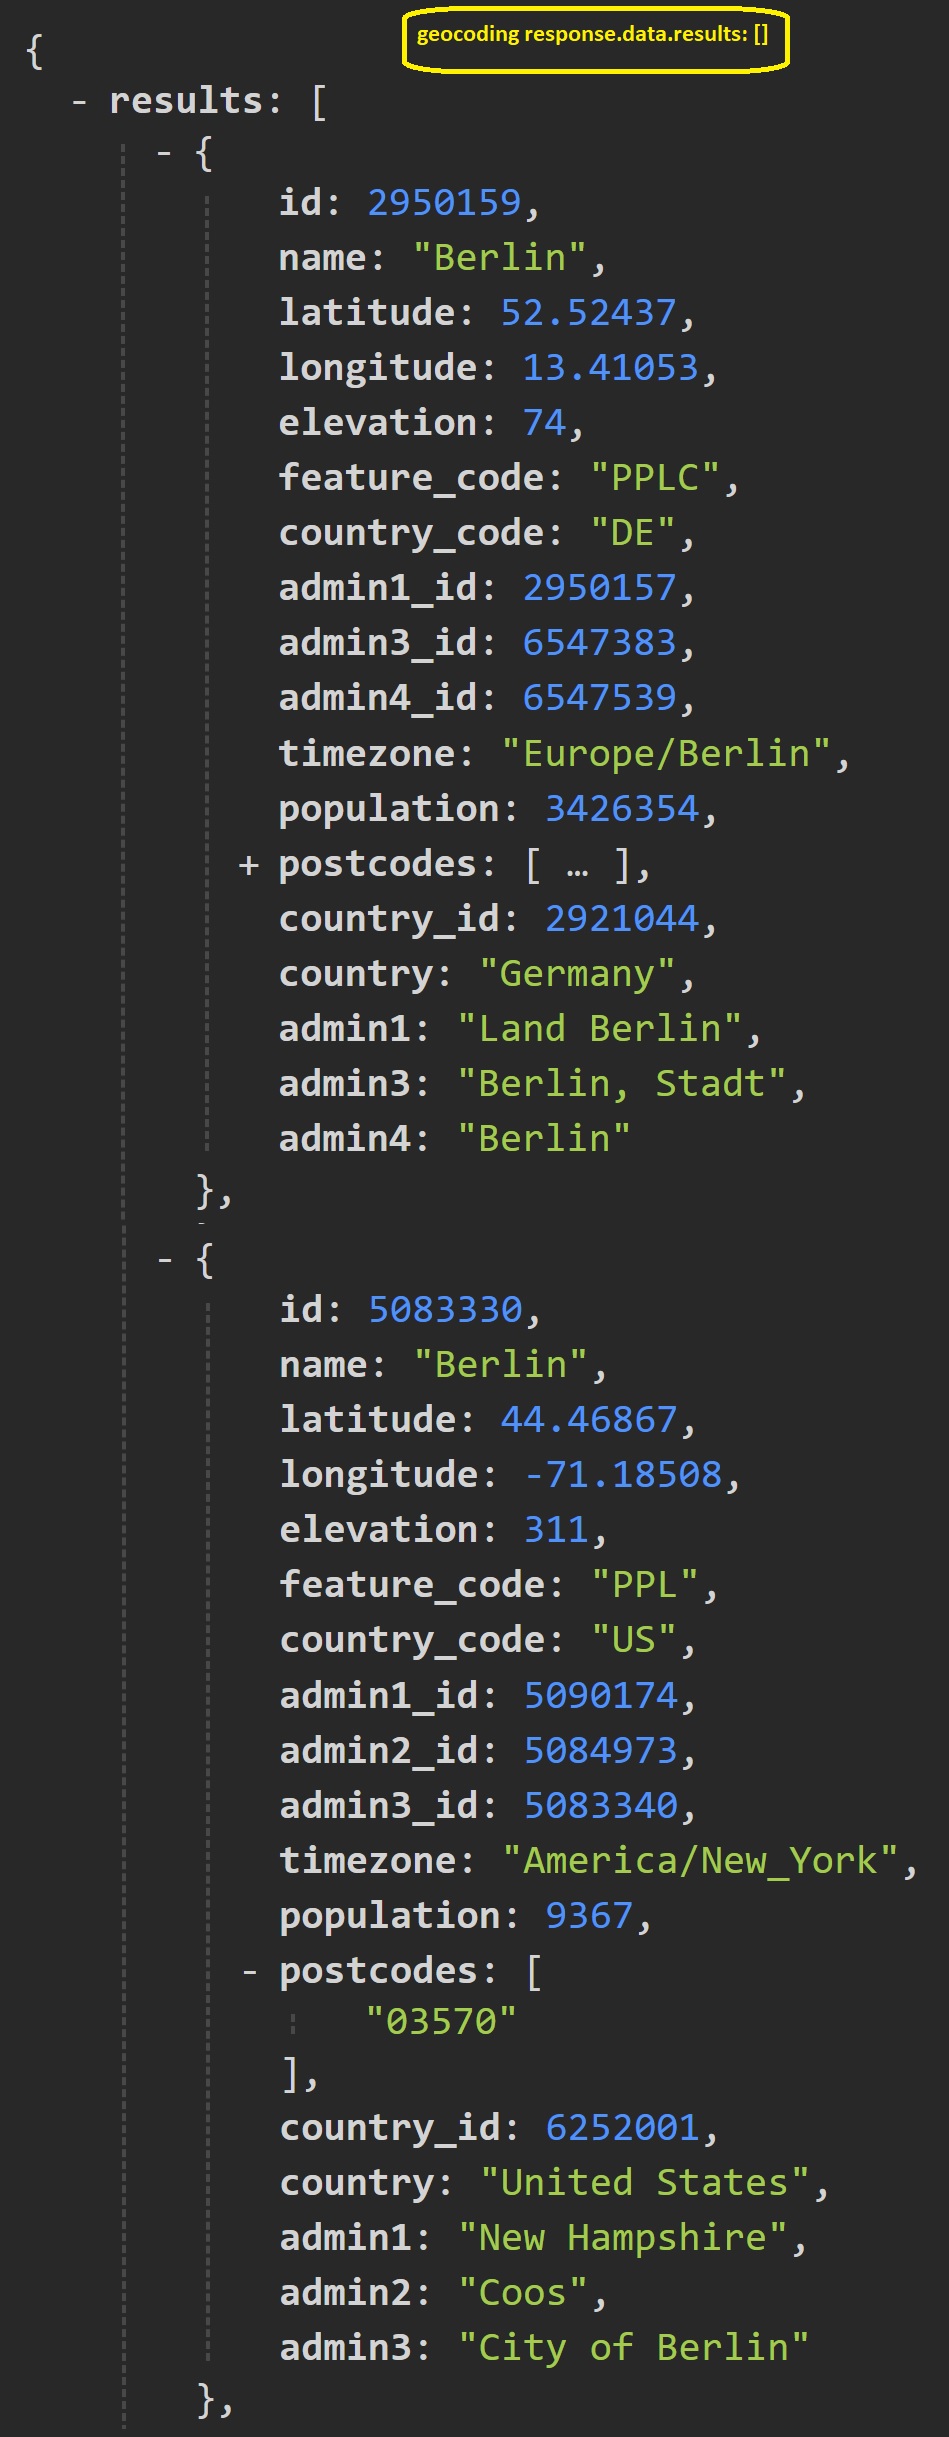 geocoding response.data.results: []
{
- results: [
- {
id: 2950159,
name: "Berlin",
latitude: 52.52437,
longitude: 13.41053,
elevation: 74,
feature_code: "PPLC",
country_code: "DE",
admin1_id: 2950157,
admin3_id: 6547383,
admin4_id: 6547539,
timezone: "Europe/Berlin",
population: 3426354,
+ postcodes: [ … ],
country_id: 2921044,
country: "Germany",
admin1: "Land Berlin",
admin3: "Berlin, Stadt",
admin4: "Berlin"
},
- {
id: 5083330,
name: "Berlin",
latitude: 44.46867,
longitude: -71.18508,
elevation: 311,
feature_code: "PPL",
country_code: "US",
admin1_id: 5090174,
admin2_id: 5084973,
admin3_id: 5083340,
timezone: "America/New_York",
population: 9367,
- postcodes: [
"03570"
],
country_id: 6252001,
country: "United States",
admin1: "New Hampshire",
admin2: "Coos",
admin3: "City of Berlin"
},